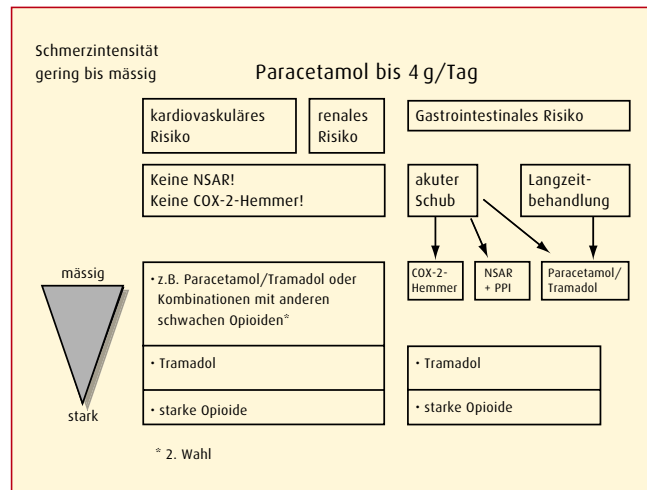 Schmerzintensität
gering bis mässig
Paracetamol bis 4 g/Tag
kardiovaskuläres
Risiko
renales
Risiko
Gastrointestinales Risiko
Keine NSAR!
Keine COX-2-Hemmer!
akuter
Schub
Langzeit-
behandlung
mässig
· z.B. Paracetamol/Tramadol oder
Kombinationen mit anderen
schwachen Opioiden*
COX-2-
Hemmer
NSAR
+ PPI
Paracetamol/
Tramadol
· Tramadol
· Tramadol
stark
· starke Opioide
· starke Opioide
* 2. Wahl